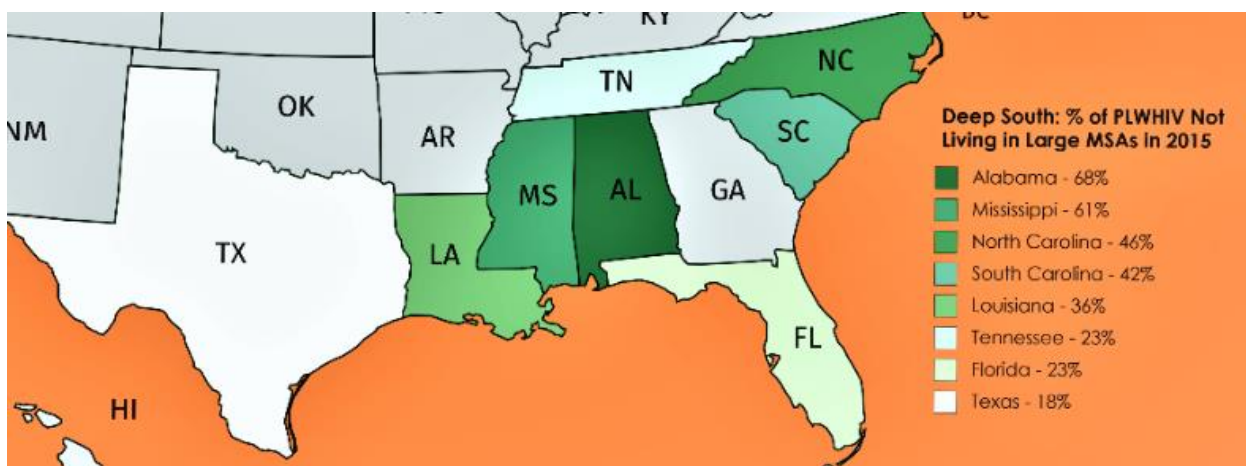 KY
DC
NC
TN
OK
NM
AR
SC
MS
AL
GA
TX
LA
FL
HI
Deep South: % of PLWHIV Not
Living in Large MSAs in 2015
Alabama - 68%
Mississippi - 61%
North Carolina - 46%
South Carolina - 42%
Louisiana - 36%
Tennessee - 23%
Florida - 23%
Texas - 18%